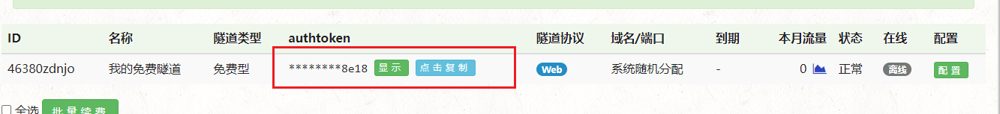 ID 名称 隧道类型 authtoken 隧道协议 域名/端口 到期 本月流量 状态 在线 配置
46380zdnjo 我的免费隧道 免费型 ********8e18 显示 点击复制 Web 系统随机分配 - 0 正常 离线 配置
全选 批量续费